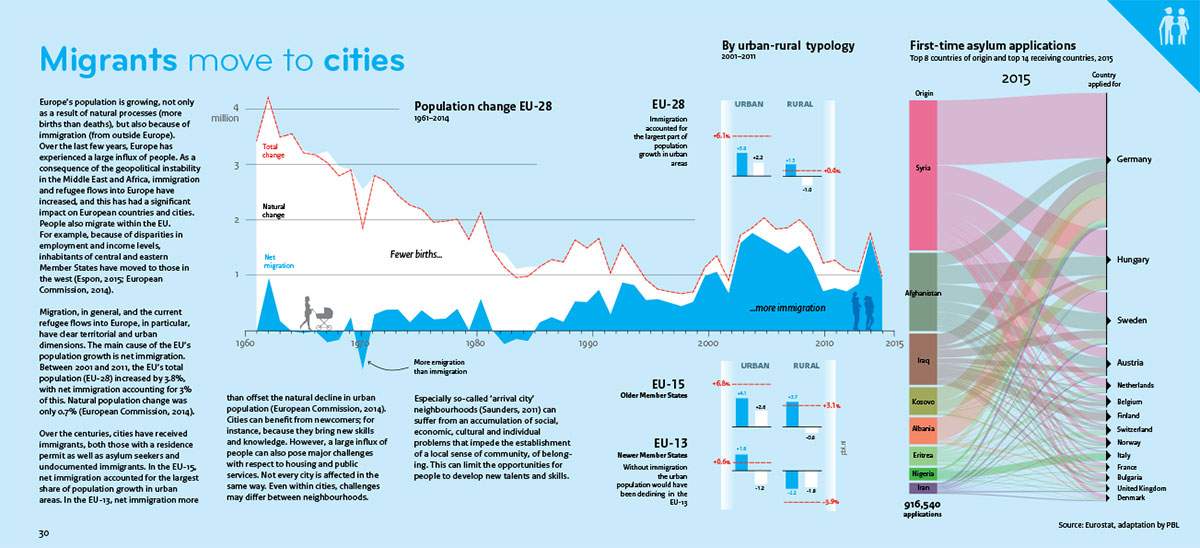 Migrants move to cities
Europe's population is growing, not only
as a result of natural processes (more
births than deaths), but also because of
immigration (from outside Europe).
Over the last few years, Europe has
experienced a large influx of people. As a
consequence of the geopolitical instability
in the Middle East and Africa, immigration
and refugee flows into Europe have
increased, and this has had a significant
impact on European countries and cities.
People also migrate within the EU.
For example, because of disparities in
employment and income levels,
inhabitants of central and eastern
Member States have moved to those in
the west (Espon, 2015; European
Commission, 2014).
Migration, in general, and the current
refugee flows into Europe, in particular,
have clear territorial and urban
dimensions. The main cause of the EU's
population growth is net immigration.
Between 2001 and 2011, the EU's total
population (EU-28) increased by 3.8%,
with net immigration accounting for 3%
of this. Natural population change was
only 0.7% (European Commission, 2014).
Over the centuries, cities have received
immigrants, both those with a residence
permit as well as asylum seekers and
undocumented immigrants. In the EU-15,
net immigration accounted for the largest
share of population growth in urban
areas. In the EU-13, net immigration more
than offset the natural decline in urban
population (European Commission, 2014).
Cities can benefit from newcomers; for
instance, because they bring new skills
and knowledge. However, a large influx of
people can also pose major challenges
with respect to housing and public
services. Not every city is affected in the
same way. Even within cities, challenges
may differ between neighbourhoods.
Especially so-called 'arrival city'
neighbourhoods (Saunders, 2011) can
suffer from an accumulation of social,
economic, cultural and individual
problems that impede the establishment
of a local sense of community, of belong-
ing. This can limit the opportunities for
people to develop new talents and skills.
Population change EU-28
1961–2014
4
million
3
2
1
Total
change
Natural
change
Net
migration
Fewer births...
...more immigration
1960
1970
1980
1990
2000
2010
2015
More emigration
than immigration
By urban-rural typology
2001–2011
EU-28
Immigration
accounted for
the largest part of
population
growth in urban
areas
URBAN
RURAL
+6.1%
+2.2
+1.5
+0.6%
-1.0
EU-15
Older Member States
URBAN
RURAL
+6.8%
+4.1
+2.6
+3.7
+3.1%
-0.6
EU-13
Newer Member States
Without immigration
the urban
population would have
been declining in the
EU-13
+0.6%
+1.8
-1.2
-2.2
-1.8
-3.9%
pbl.nl
First-time asylum applications
Top 8 countries of origin and top 14 receiving countries, 2015
2015
Origin
Country
applied for
Syria
Afghanistan
Iraq
Kosovo
Albania
Eritrea
Nigeria
Iran
916,540
applications
Germany
Hungary
Sweden
Austria
Netherlands
Belgium
Finland
Switzerland
Norway
Italy
France
Bulgaria
United Kingdom
Denmark
Source: Eurostat, adaptation by PBL
30